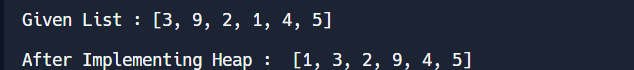 Given List : [3, 9, 2, 1, 4, 5]
After Implementing Heap :  [1, 3, 2, 9, 4, 5]